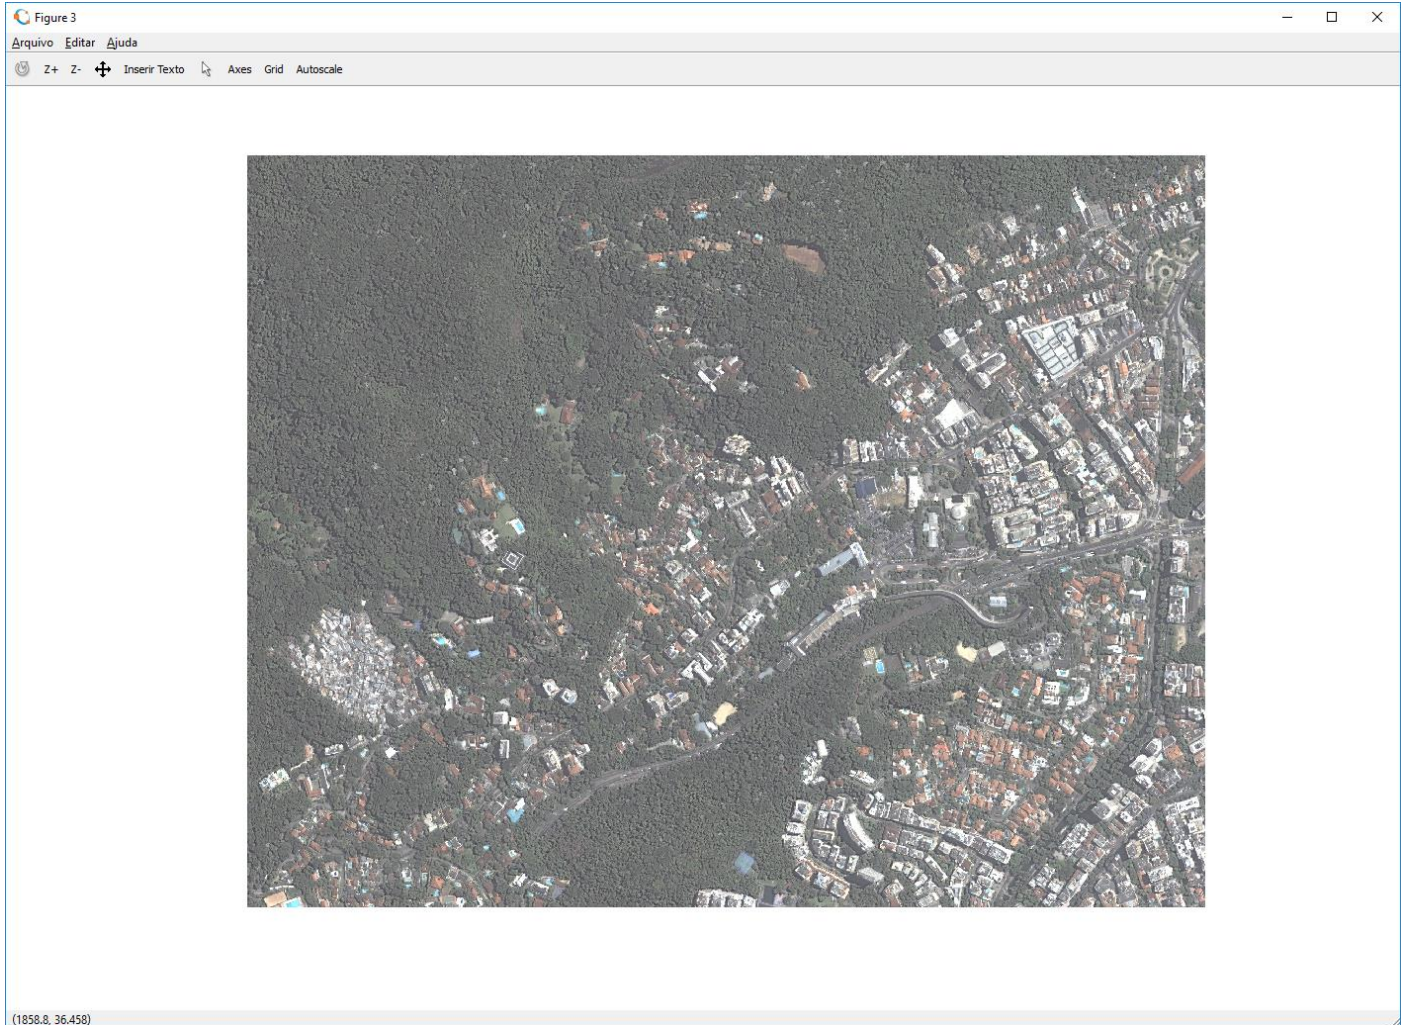 Figure 3
Arquivo Editar Ajuda
Z+ Z- Inserir Texto Axes Grid Autoscale
(1858.8, 36.458)